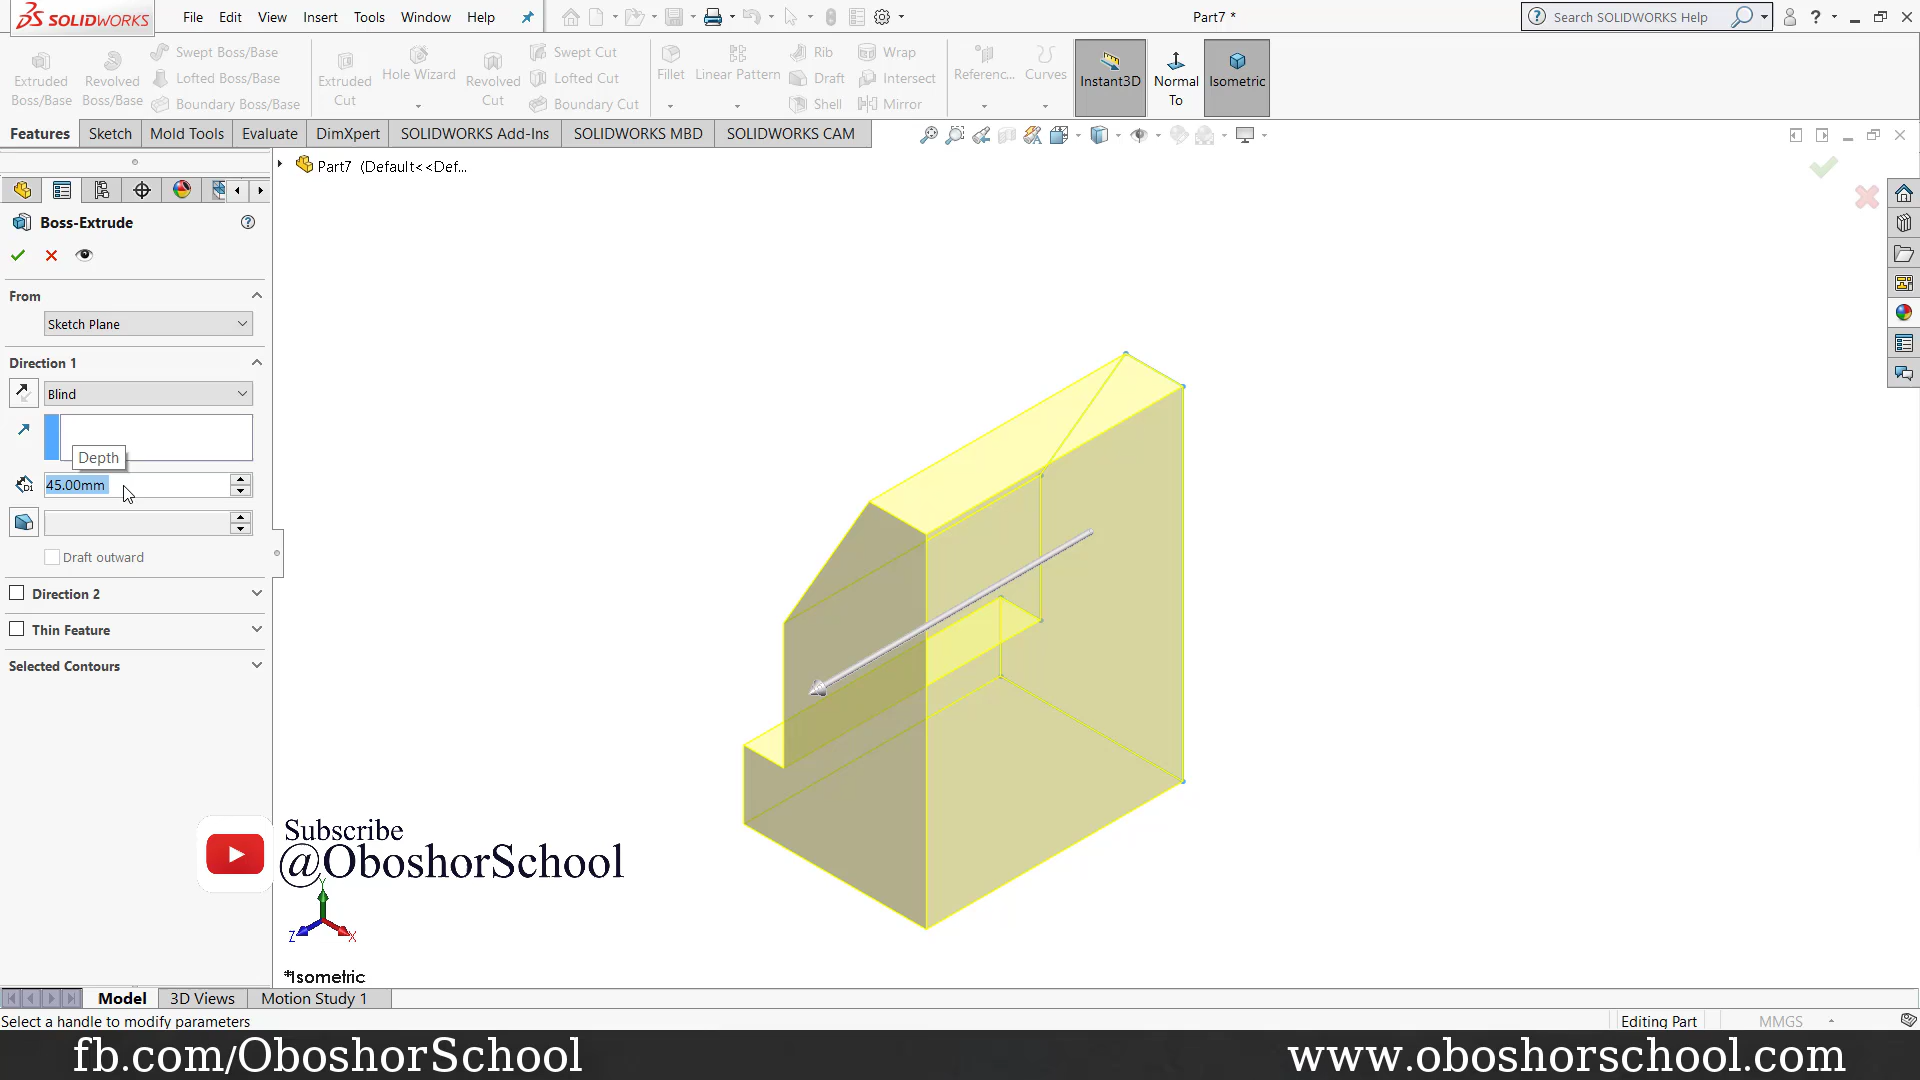 SOLIDWORKS
File Edit View Insert Tools Window Help
Part7 *
Search SOLIDWORKS Help
Extruded Boss/Base
Revolved Boss/Base
Swept Boss/Base
Lofted Boss/Base
Boundary Boss/Base
Extruded Cut
Hole Wizard
Revolved Cut
Swept Cut
Lofted Cut
Boundary Cut
Fillet
Linear Pattern
Rib
Draft
Shell
Wrap
Intersect
Mirror
Referenc...
Curves
Instant3D
Normal To
Isometric
Features Sketch Mold Tools Evaluate DimXpert SOLIDWORKS Add-Ins SOLIDWORKS MBD SOLIDWORKS CAM
Part7 (Default<<Def...
Boss-Extrude
From
Sketch Plane
Direction 1
Blind
Depth
45.00mm
Draft outward
Direction 2
Thin Feature
Selected Contours
Subscribe
@OboshorSchool
Y
Z
X
*Isometric
Model 3D Views Motion Study 1
Select a handle to modify parameters
Editing Part
MMGS
fb.com/OboshorSchool
www.oboshorschool.com